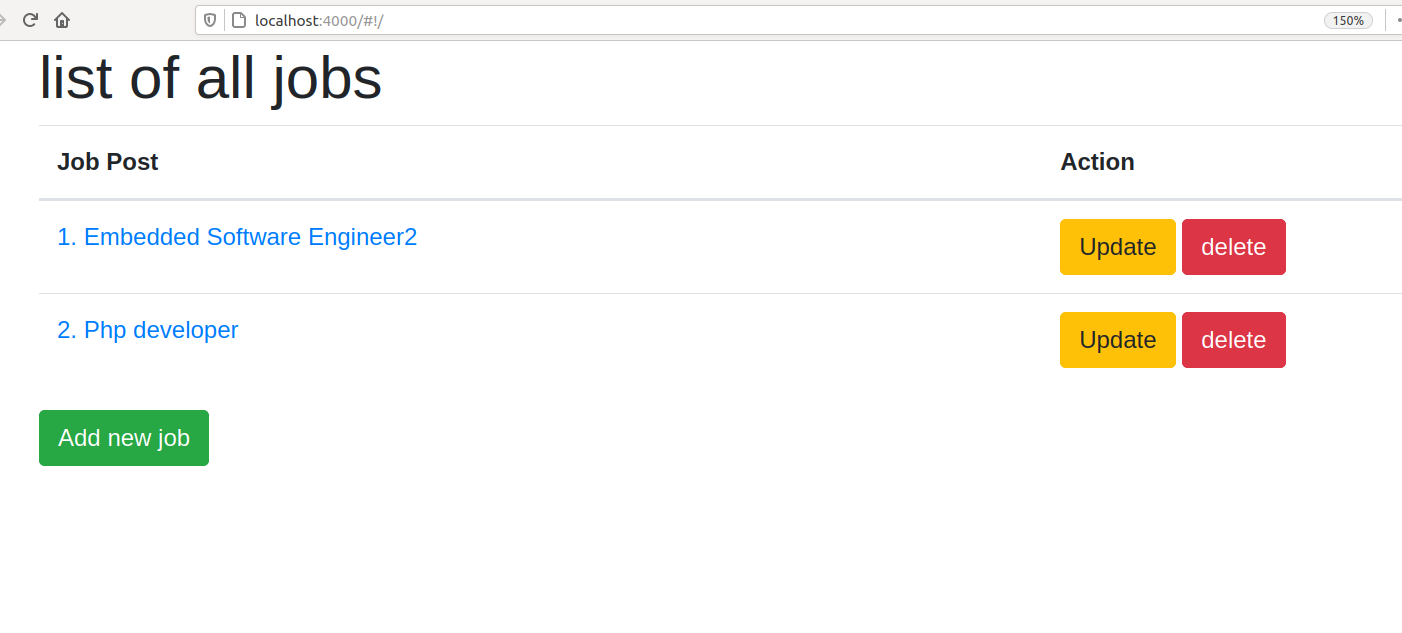 localhost:4000/#!/ 150%
list of all jobs
Job Post Action
1. Embedded Software Engineer2 Update delete
2. Php developer Update delete
Add new job